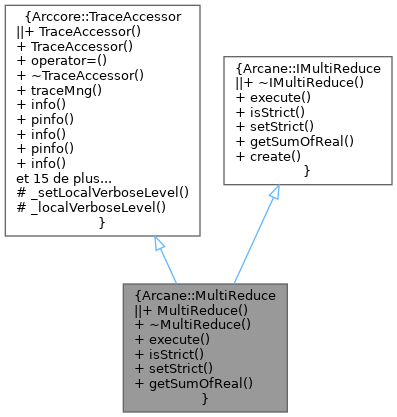 {Arccore::TraceAccessor
||+ TraceAccessor()
+ TraceAccessor()
+ operator=()
+ ~TraceAccessor()
+ traceMng()
+ info()
+ pinfo()
+ info()
+ pinfo()
+ info()
et 15 de plus...
# _setLocalVerboseLevel()
# _localVerboseLevel()
}
{Arcane::IMultiReduce
||+ ~IMultiReduce()
+ execute()
+ isStrict()
+ setStrict()
+ getSumOfReal()
+ create()
}
{Arcane::MultiReduce
||+ MultiReduce()
+ ~MultiReduce()
+ execute()
+ isStrict()
+ setStrict()
+ getSumOfReal()
}